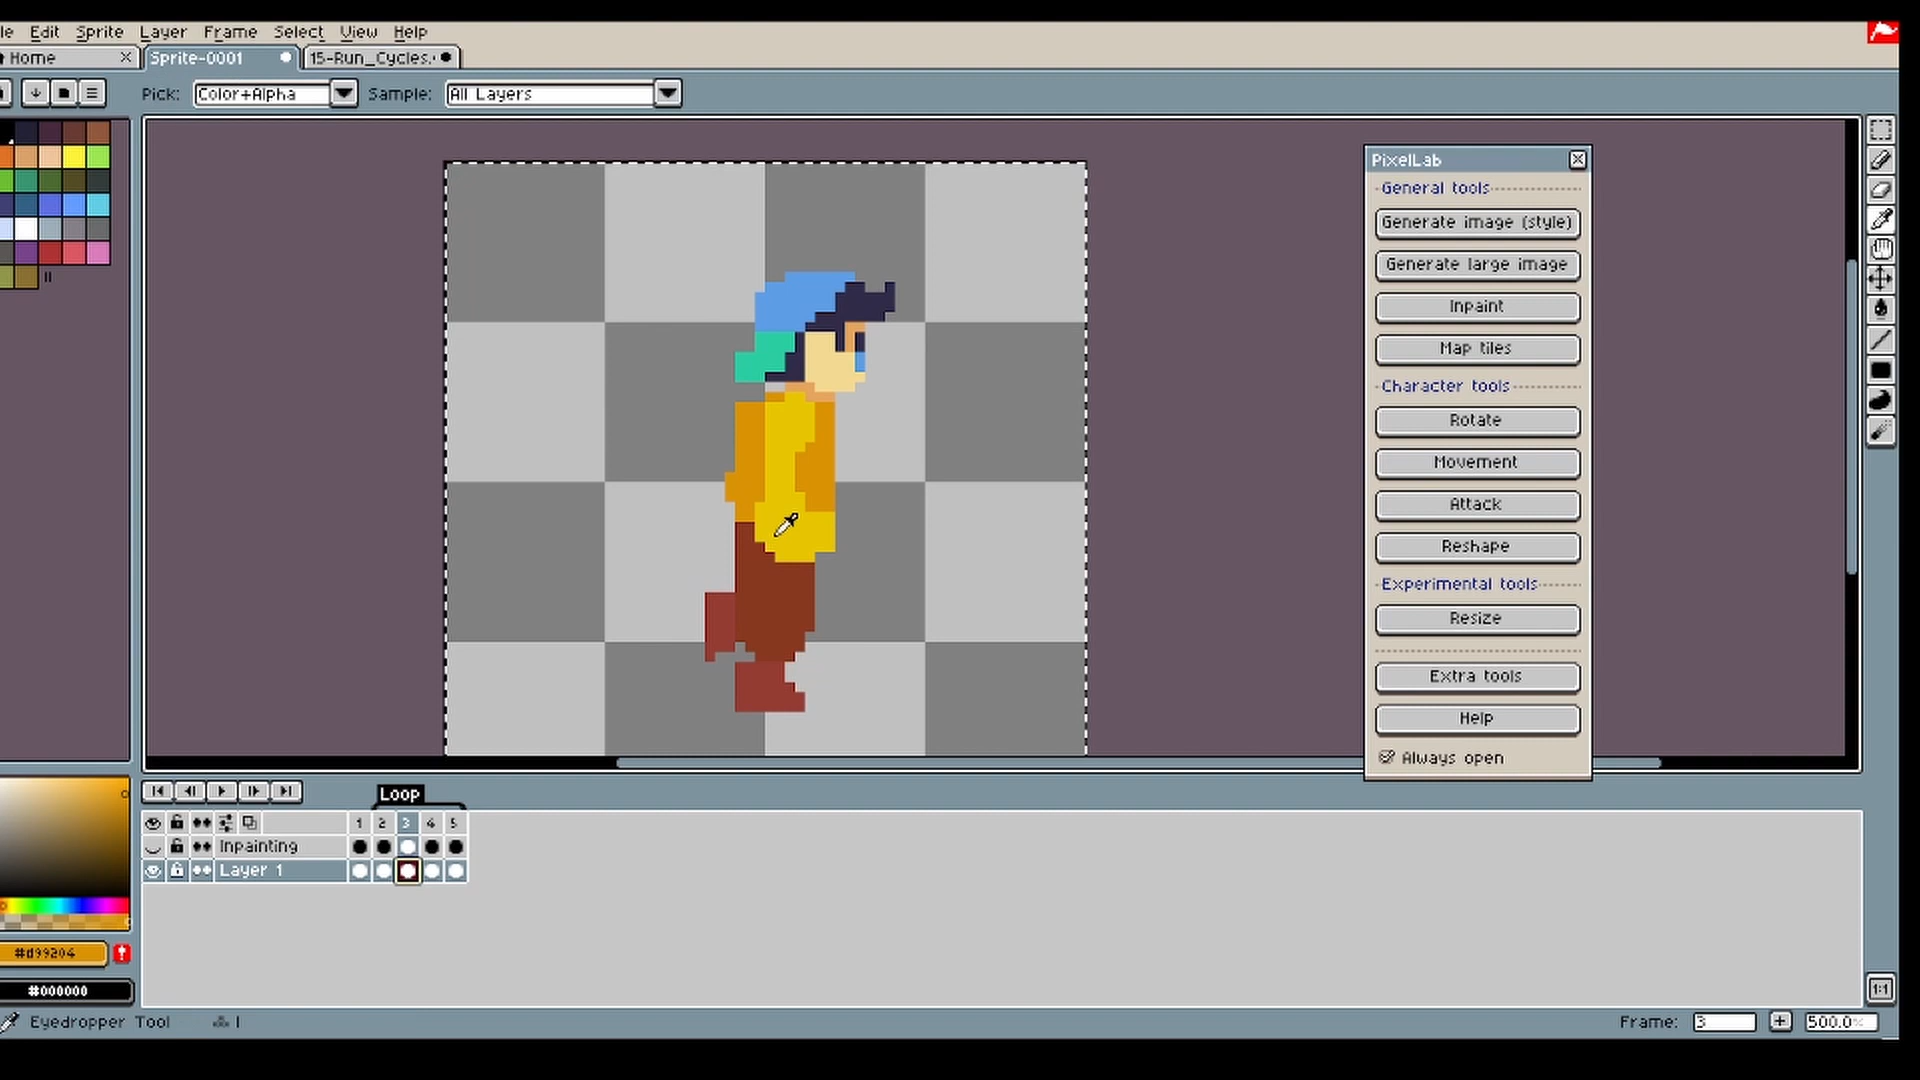 le Edit Sprite Layer Frame Select View Help
Home Sprite-0001 15-Run_Cycles.
Pick: Color+Alpha Sample: All Layers
PixelLab
General tools
Generate image (style)
Generate large image
Inpaint
Map tiles
Character tools
Rotate
Movement
Attack
Reshape
Experimental tools
Resize
Extra tools
Help
Always open
Loop
1 2 3 4 5
Inpainting
Layer 1
#d99204
#000000
1:1
Eyedropper Tool 1 Frame: 3 + 500.0%